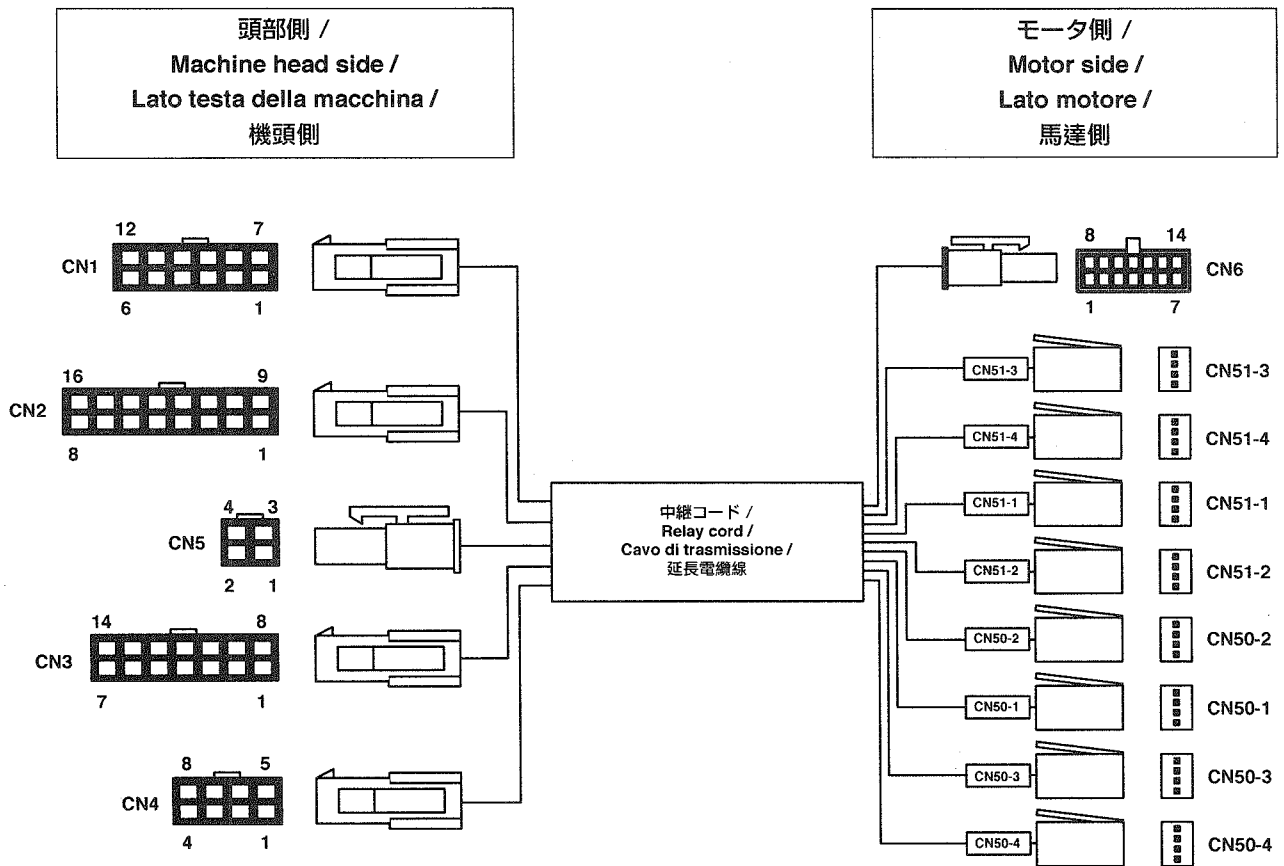 頭部側 /
Machine head side /
Lato testa della macchina /
機頭側
モータ側 /
Motor side /
Lato motore /
馬達側
12 7
CN1
6 1
16 9
CN2
8 1
4 3
CN5
2 1
14 8
CN3
7 1
8 5
CN4
4 1
中継コード /
Relay cord /
Cavo di trasmissione /
延長電纜線
8 14
CN6
1 7
CN51-3 CN51-3
CN51-4 CN51-4
CN51-1 CN51-1
CN51-2 CN51-2
CN50-2 CN50-2
CN50-1 CN50-1
CN50-3 CN50-3
CN50-4 CN50-4